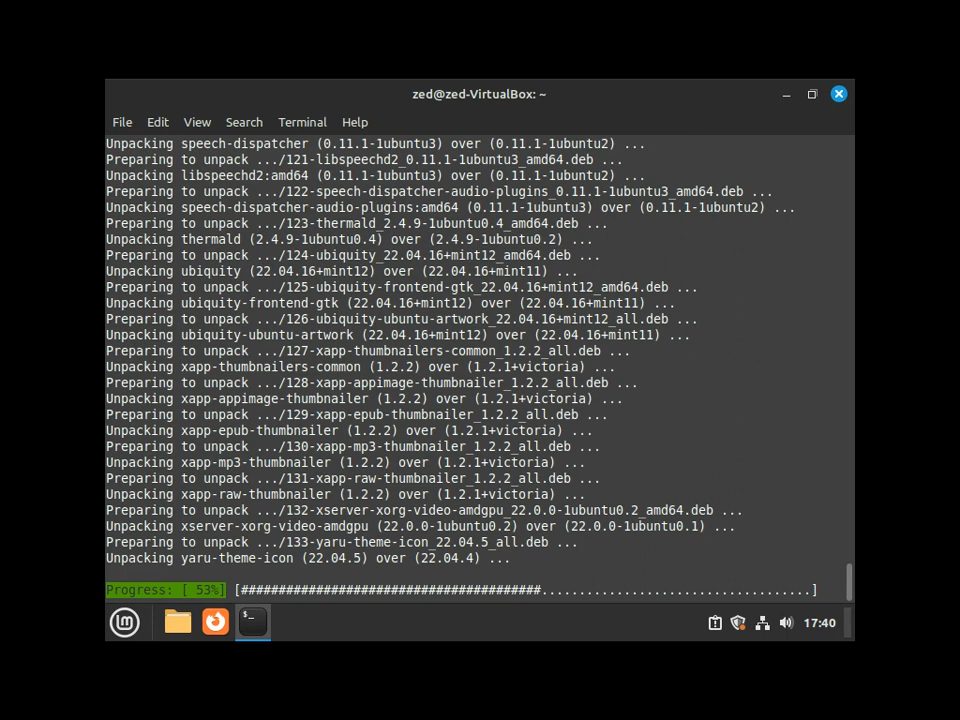 zed@zed-VirtualBox: ~
File Edit View Search Terminal Help
Unpacking speech-dispatcher (0.11.1-1ubuntu3) over (0.11.1-1ubuntu2) ...
Preparing to unpack .../121-libspeechd2_0.11.1-1ubuntu3_amd64.deb ...
Unpacking libspeechd2:amd64 (0.11.1-1ubuntu3) over (0.11.1-1ubuntu2) ...
Preparing to unpack .../122-speech-dispatcher-audio-plugins_0.11.1-1ubuntu3_amd64.deb ...
Unpacking speech-dispatcher-audio-plugins:amd64 (0.11.1-1ubuntu3) over (0.11.1-1ubuntu2) ...
Preparing to unpack .../123-thermald_2.4.9-1ubuntu0.4_amd64.deb ...
Unpacking thermald (2.4.9-1ubuntu0.4) over (2.4.9-1ubuntu0.2) ...
Preparing to unpack .../124-ubiquity_22.04.16+mint12_amd64.deb ...
Unpacking ubiquity (22.04.16+mint12) over (22.04.16+mint11) ...
Preparing to unpack .../125-ubiquity-frontend-gtk_22.04.16+mint12_amd64.deb ...
Unpacking ubiquity-frontend-gtk (22.04.16+mint12) over (22.04.16+mint11) ...
Preparing to unpack .../126-ubiquity-ubuntu-artwork_22.04.16+mint12_all.deb ...
Unpacking ubiquity-ubuntu-artwork (22.04.16+mint12) over (22.04.16+mint11) ...
Preparing to unpack .../127-xapp-thumbnailers-common_1.2.2_all.deb ...
Unpacking xapp-thumbnailers-common (1.2.2) over (1.2.1+victoria) ...
Preparing to unpack .../128-xapp-appimage-thumbnailer_1.2.2_all.deb ...
Unpacking xapp-appimage-thumbnailer (1.2.2) over (1.2.1+victoria) ...
Preparing to unpack .../129-xapp-epub-thumbnailer_1.2.2_all.deb ...
Unpacking xapp-epub-thumbnailer (1.2.2) over (1.2.1+victoria) ...
Preparing to unpack .../130-xapp-mp3-thumbnailer_1.2.2_all.deb ...
Unpacking xapp-mp3-thumbnailer (1.2.2) over (1.2.1+victoria) ...
Preparing to unpack .../131-xapp-raw-thumbnailer_1.2.2_all.deb ...
Unpacking xapp-raw-thumbnailer (1.2.2) over (1.2.1+victoria) ...
Preparing to unpack .../132-xserver-xorg-video-amdgpu_22.0.0-1ubuntu0.2_amd64.deb ...
Unpacking xserver-xorg-video-amdgpu (22.0.0-1ubuntu0.2) over (22.0.0-1ubuntu0.1) ...
Preparing to unpack .../133-yaru-theme-icon_22.04.5_all.deb ...
Unpacking yaru-theme-icon (22.04.5) over (22.04.4) ...
Progress: [ 53%] [########################################....................................]
17:40